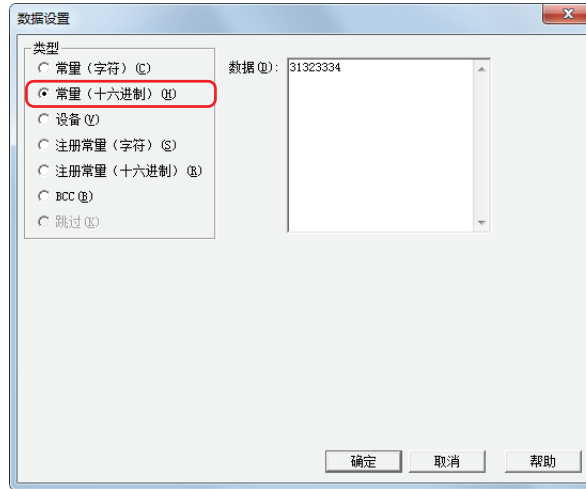 数据设置
类型
常量（字符）(C)
常量（十六进制）(H)
设备(V)
注册常量（字符）(S)
注册常量（十六进制）(R)
BCC(B)
跳过(K)
数据(D):
31323334
确定
取消
帮助